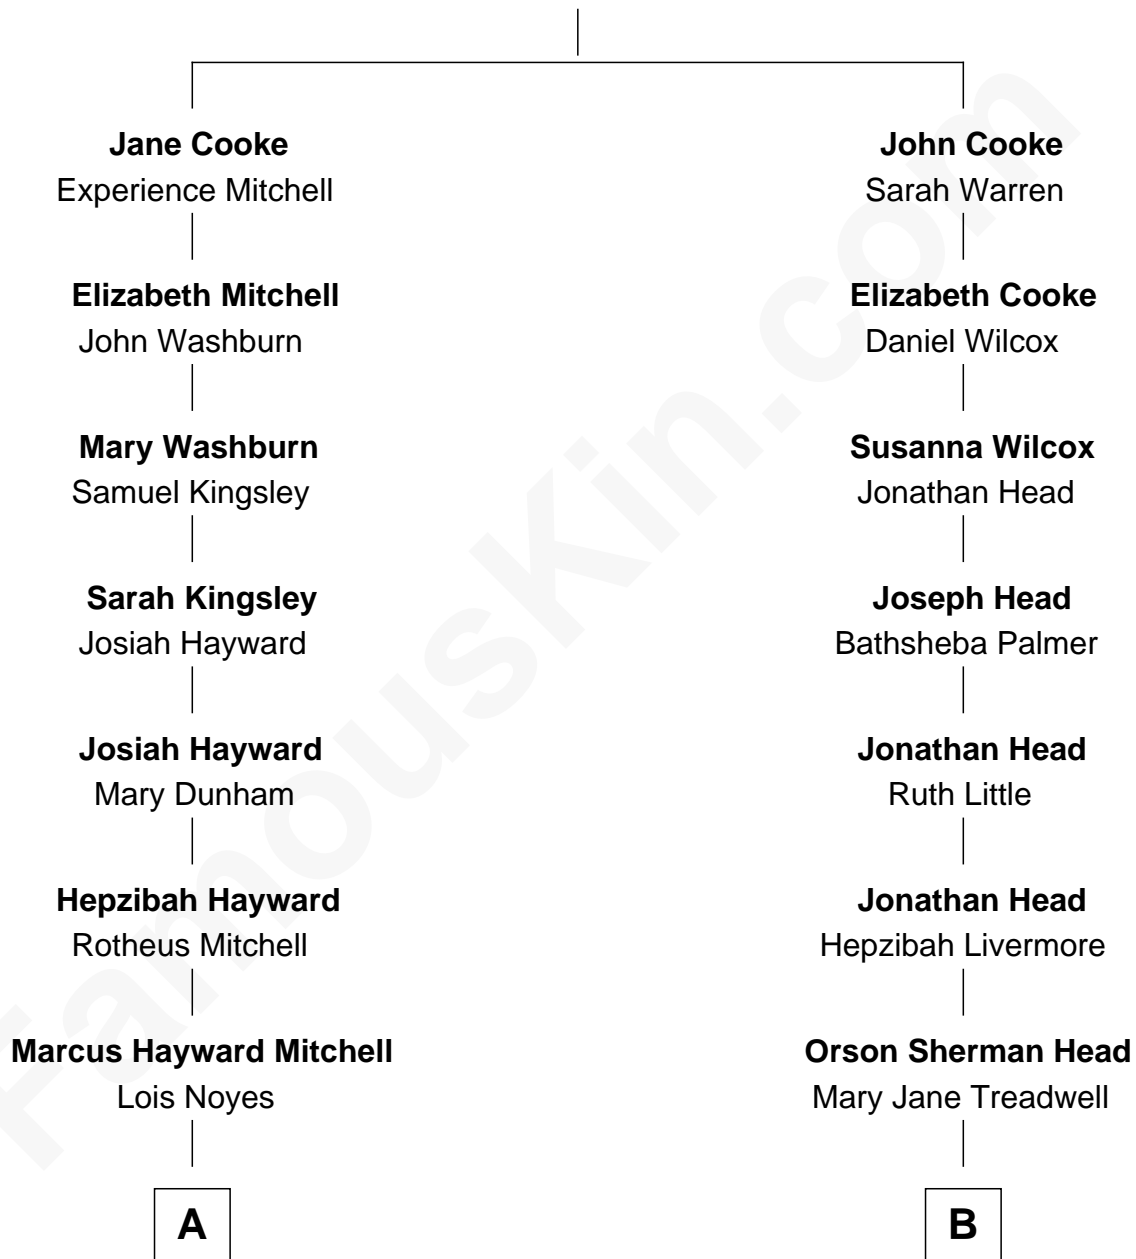 Jane Cooke
Experience Mitchell
Elizabeth Mitchell
John Washburn
Mary Washburn
Samuel Kingsley
Sarah Kingsley
Josiah Hayward
Josiah Hayward
Mary Dunham
Hepzibah Hayward
Rotheus Mitchell
Marcus Hayward Mitchell
Lois Noyes
A
John Cooke
Sarah Warren
Elizabeth Cooke
Daniel Wilcox
Susanna Wilcox
Jonathan Head
Joseph Head
Bathsheba Palmer
Jonathan Head
Ruth Little
Jonathan Head
Hepzibah Livermore
Orson Sherman Head
Mary Jane Treadwell
B
FamousKin.com